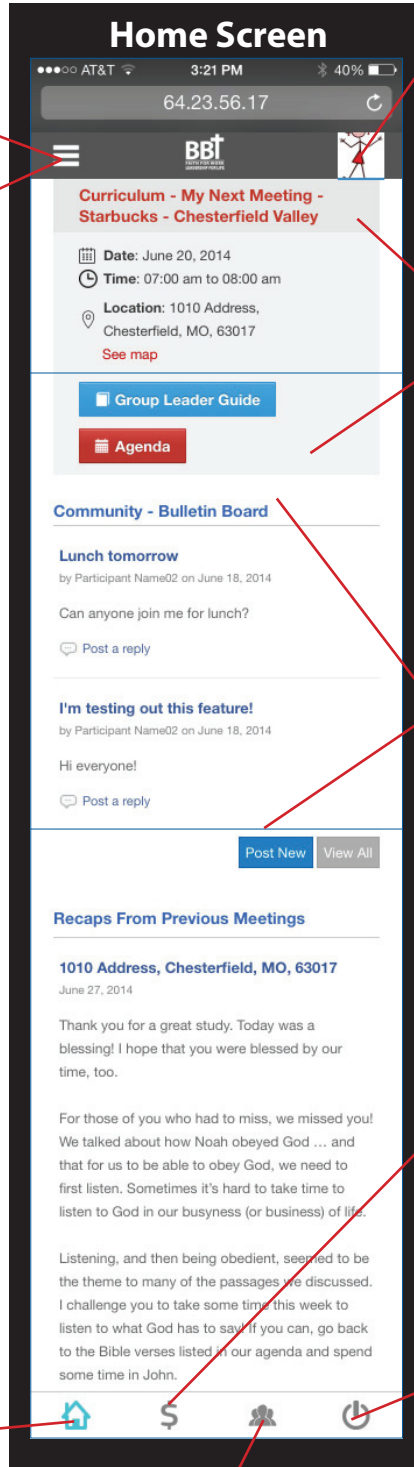 Home Screen
AT&T 3:21 PM 40%
64.23.56.17
BBT
FAITH FOR WORK
LEADERSHIP FOR LIFE
Curriculum - My Next Meeting -
Starbucks - Chesterfield Valley
Date: June 20, 2014
Time: 07:00 am to 08:00 am
Location: 1010 Address,
Chesterfield, MO, 63017
See map
Group Leader Guide
Agenda
Community - Bulletin Board
Lunch tomorrow
by Participant Name02 on June 18, 2014
Can anyone join me for lunch?
Post a reply
I'm testing out this feature!
by Participant Name02 on June 18, 2014
Hi everyone!
Post a reply
Post New View All
Recaps From Previous Meetings
1010 Address, Chesterfield, MO, 63017
June 27, 2014
Thank you for a great study. Today was a
blessing! I hope that you were blessed by our
time, too.
For those of you who had to miss, we missed you!
We talked about how Noah obeyed God … and
that for us to be able to obey God, we need to
first listen. Sometimes it's hard to take time to
listen to God in our busyness (or business) of life.
Listening, and then being obedient, seemed to be
the theme to many of the passages we discussed.
I challenge you to take some time this week to
listen to what God has to say! If you can, go back
to the Bible verses listed in our agenda and spend
some time in John.
$